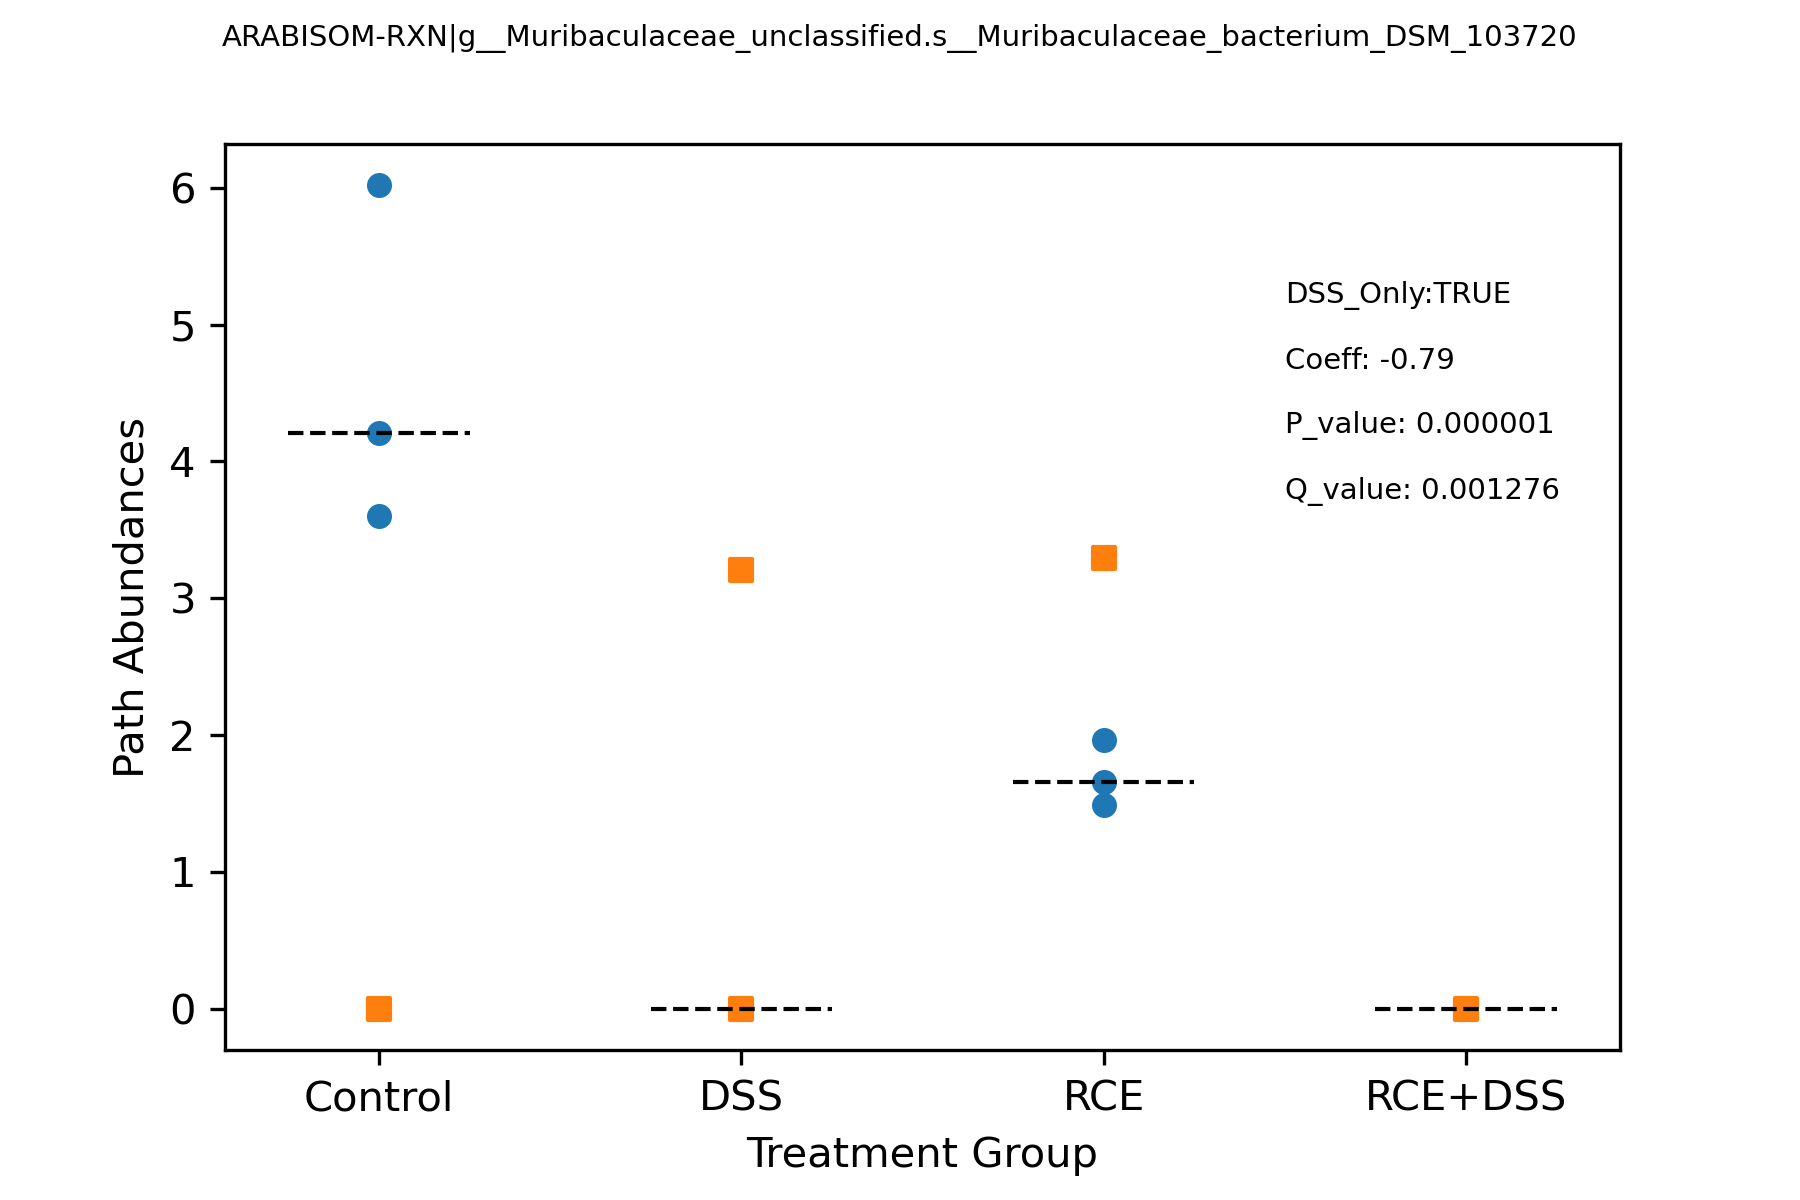 ARABISOM-RXN|g__Muribaculaceae_unclassified.s__Muribaculaceae_bacterium_DSM_103720
6
5
4
3
2
1
0
Path Abundances
DSS_Only:TRUE
Coeff: -0.79
P_value: 0.000001
Q_value: 0.001276
Control DSS RCE RCE+DSS
Treatment Group